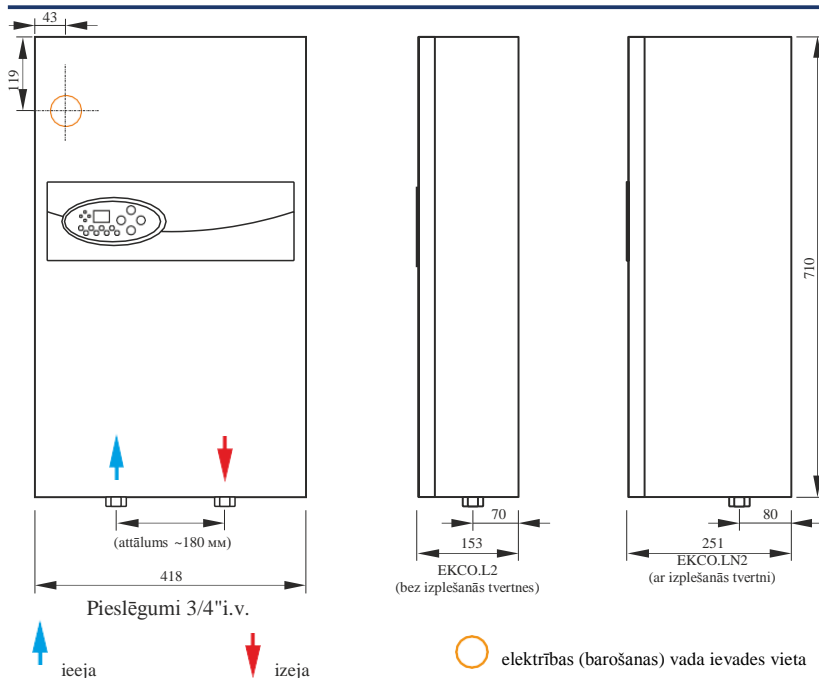 43
119
710
(attālums ~180 мм)
70
80
153
251
418
EKCO.L2
(bez izplešanās tvertnes)
EKCO.LN2
(ar izplešanās tvertni)
Pieslēgumi 3/4"i.v.
ieeja
izeja
elektrības (barošanas) vada ievades vieta